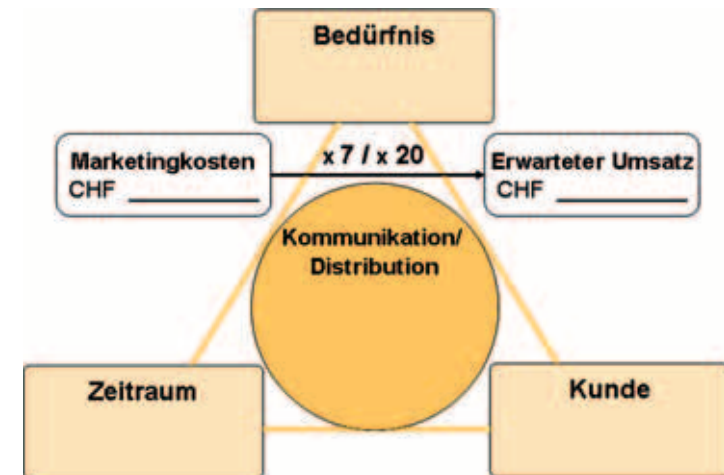 Bedürfnis
Marketingkosten
CHF
x 7 / x 20
Erwarteter Umsatz
CHF
Kommunikation/
Distribution
Zeitraum
Kunde